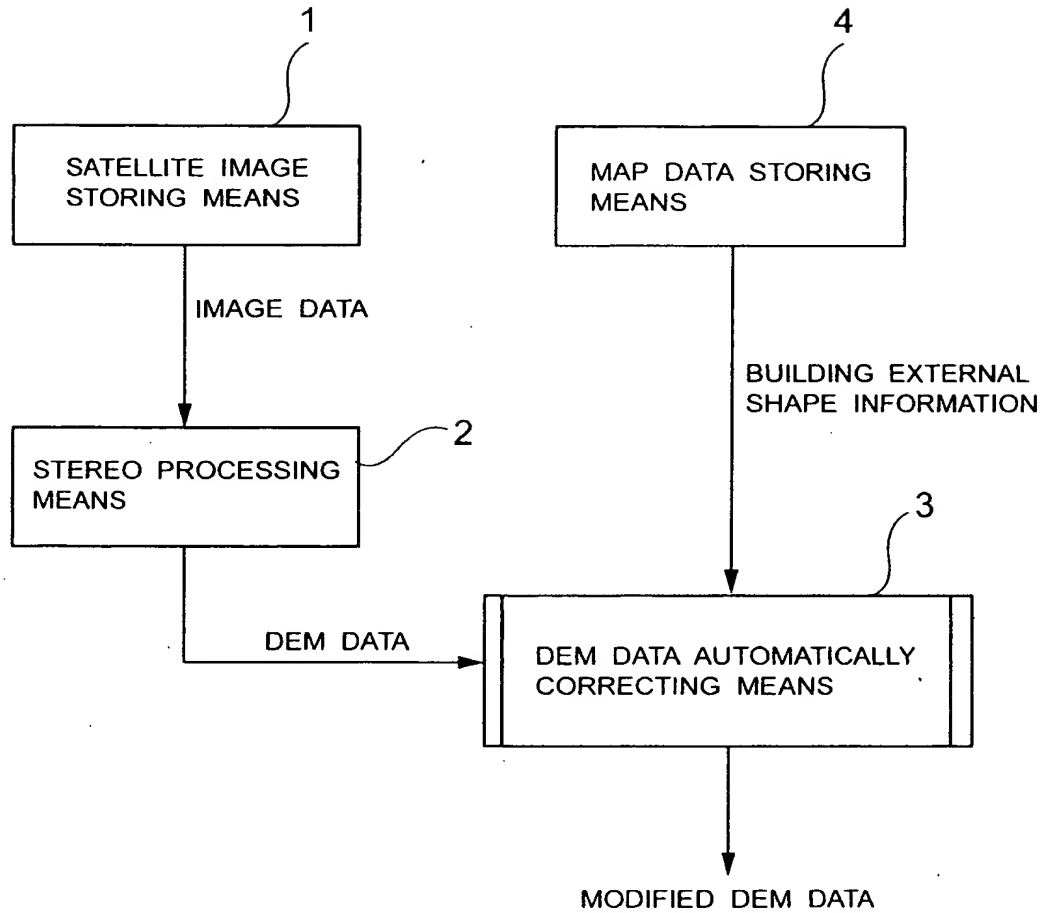 1
4
SATELLITE IMAGE
STORING MEANS
MAP DATA STORING
MEANS
IMAGE DATA
BUILDING EXTERNAL
SHAPE INFORMATION
2
STEREO PROCESSING
MEANS
3
DEM DATA
DEM DATA AUTOMATICALLY
CORRECTING MEANS
MODIFIED DEM DATA